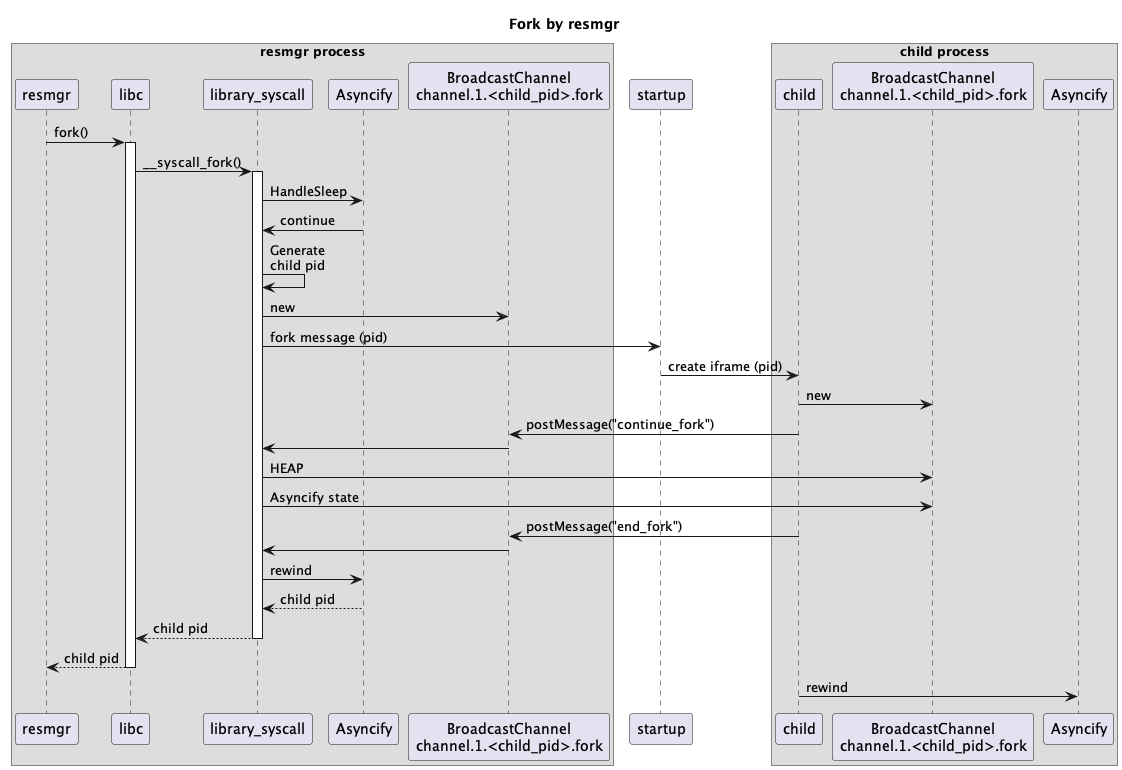 Fork by resmgr
resmgr process
child process
resmgr
libc
library_syscall
Asyncify
BroadcastChannel
channel.1.<child_pid>.fork
startup
child
BroadcastChannel
channel.1.<child_pid>.fork
Asyncify
fork()
__syscall_fork()
HandleSleep
continue
Generate
child pid
new
fork message (pid)
create iframe (pid)
new
postMessage("continue_fork")
HEAP
Asyncify state
postMessage("end_fork")
rewind
child pid
child pid
child pid
rewind
resmgr
libc
library_syscall
Asyncify
BroadcastChannel
channel.1.<child_pid>.fork
startup
child
BroadcastChannel
channel.1.<child_pid>.fork
Asyncify